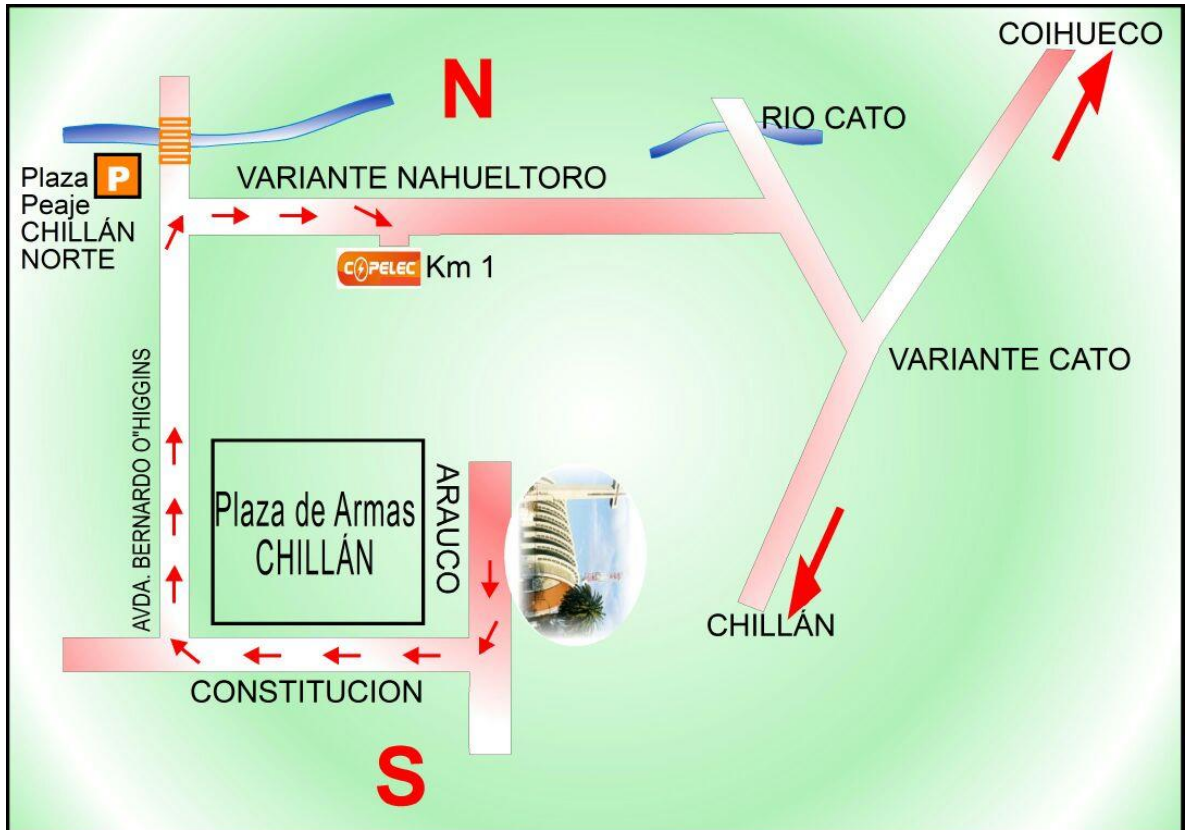 COIHUECO
N
RIO CATO
P
Plaza
Peaje
CHILLÁN
NORTE
VARIANTE NAHUELTORO
COPELEC
Km 1
AVDA. BERNARDO O"HIGGINS
VARIANTE CATO
Plaza de Armas
CHILLÁN
ARAUCO
CHILLÁN
CONSTITUCION
S